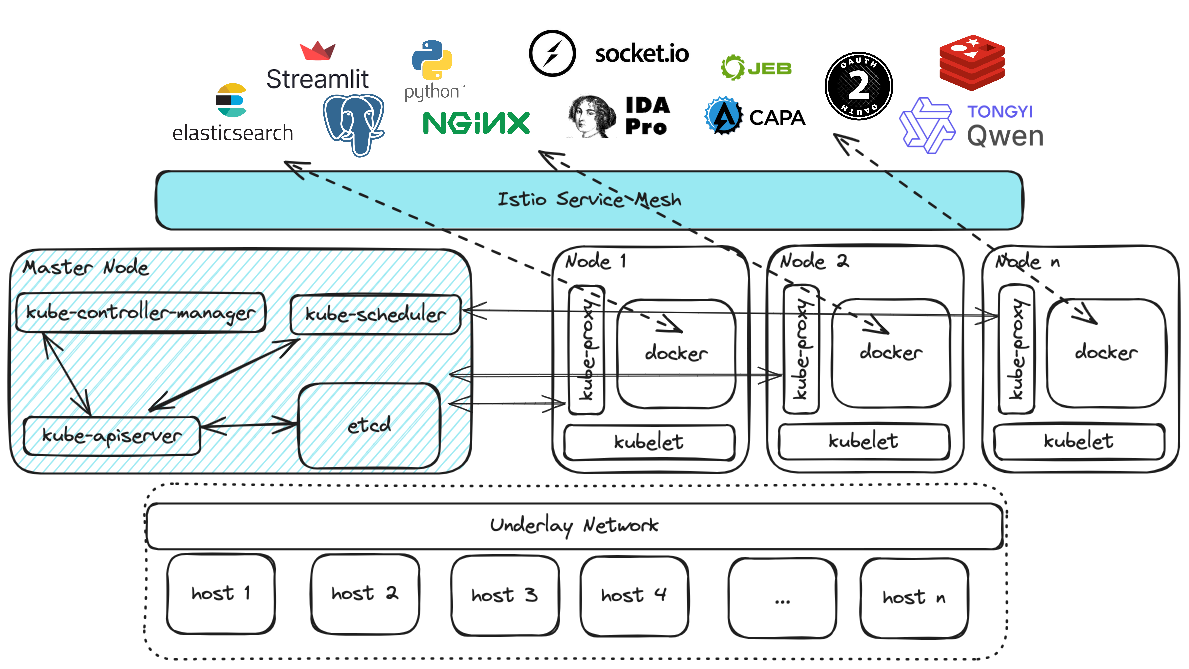 Streamlit
python
socket.io
JEB
OAUTH
2
OAUTH
elasticsearch
NGINX
IDA
Pro
CAPA
TONGYI
Qwen
Istio Service Mesh
Master Node
Node 1
Node 2
Node n
kube-controller-manager
kube-scheduler
kube-proxy
docker
kube-proxy
docker
kube-proxy
docker
kube-apiserver
etcd
kubelet
kubelet
kubelet
Underlay Network
host 1
host 2
host 3
host 4
...
host n